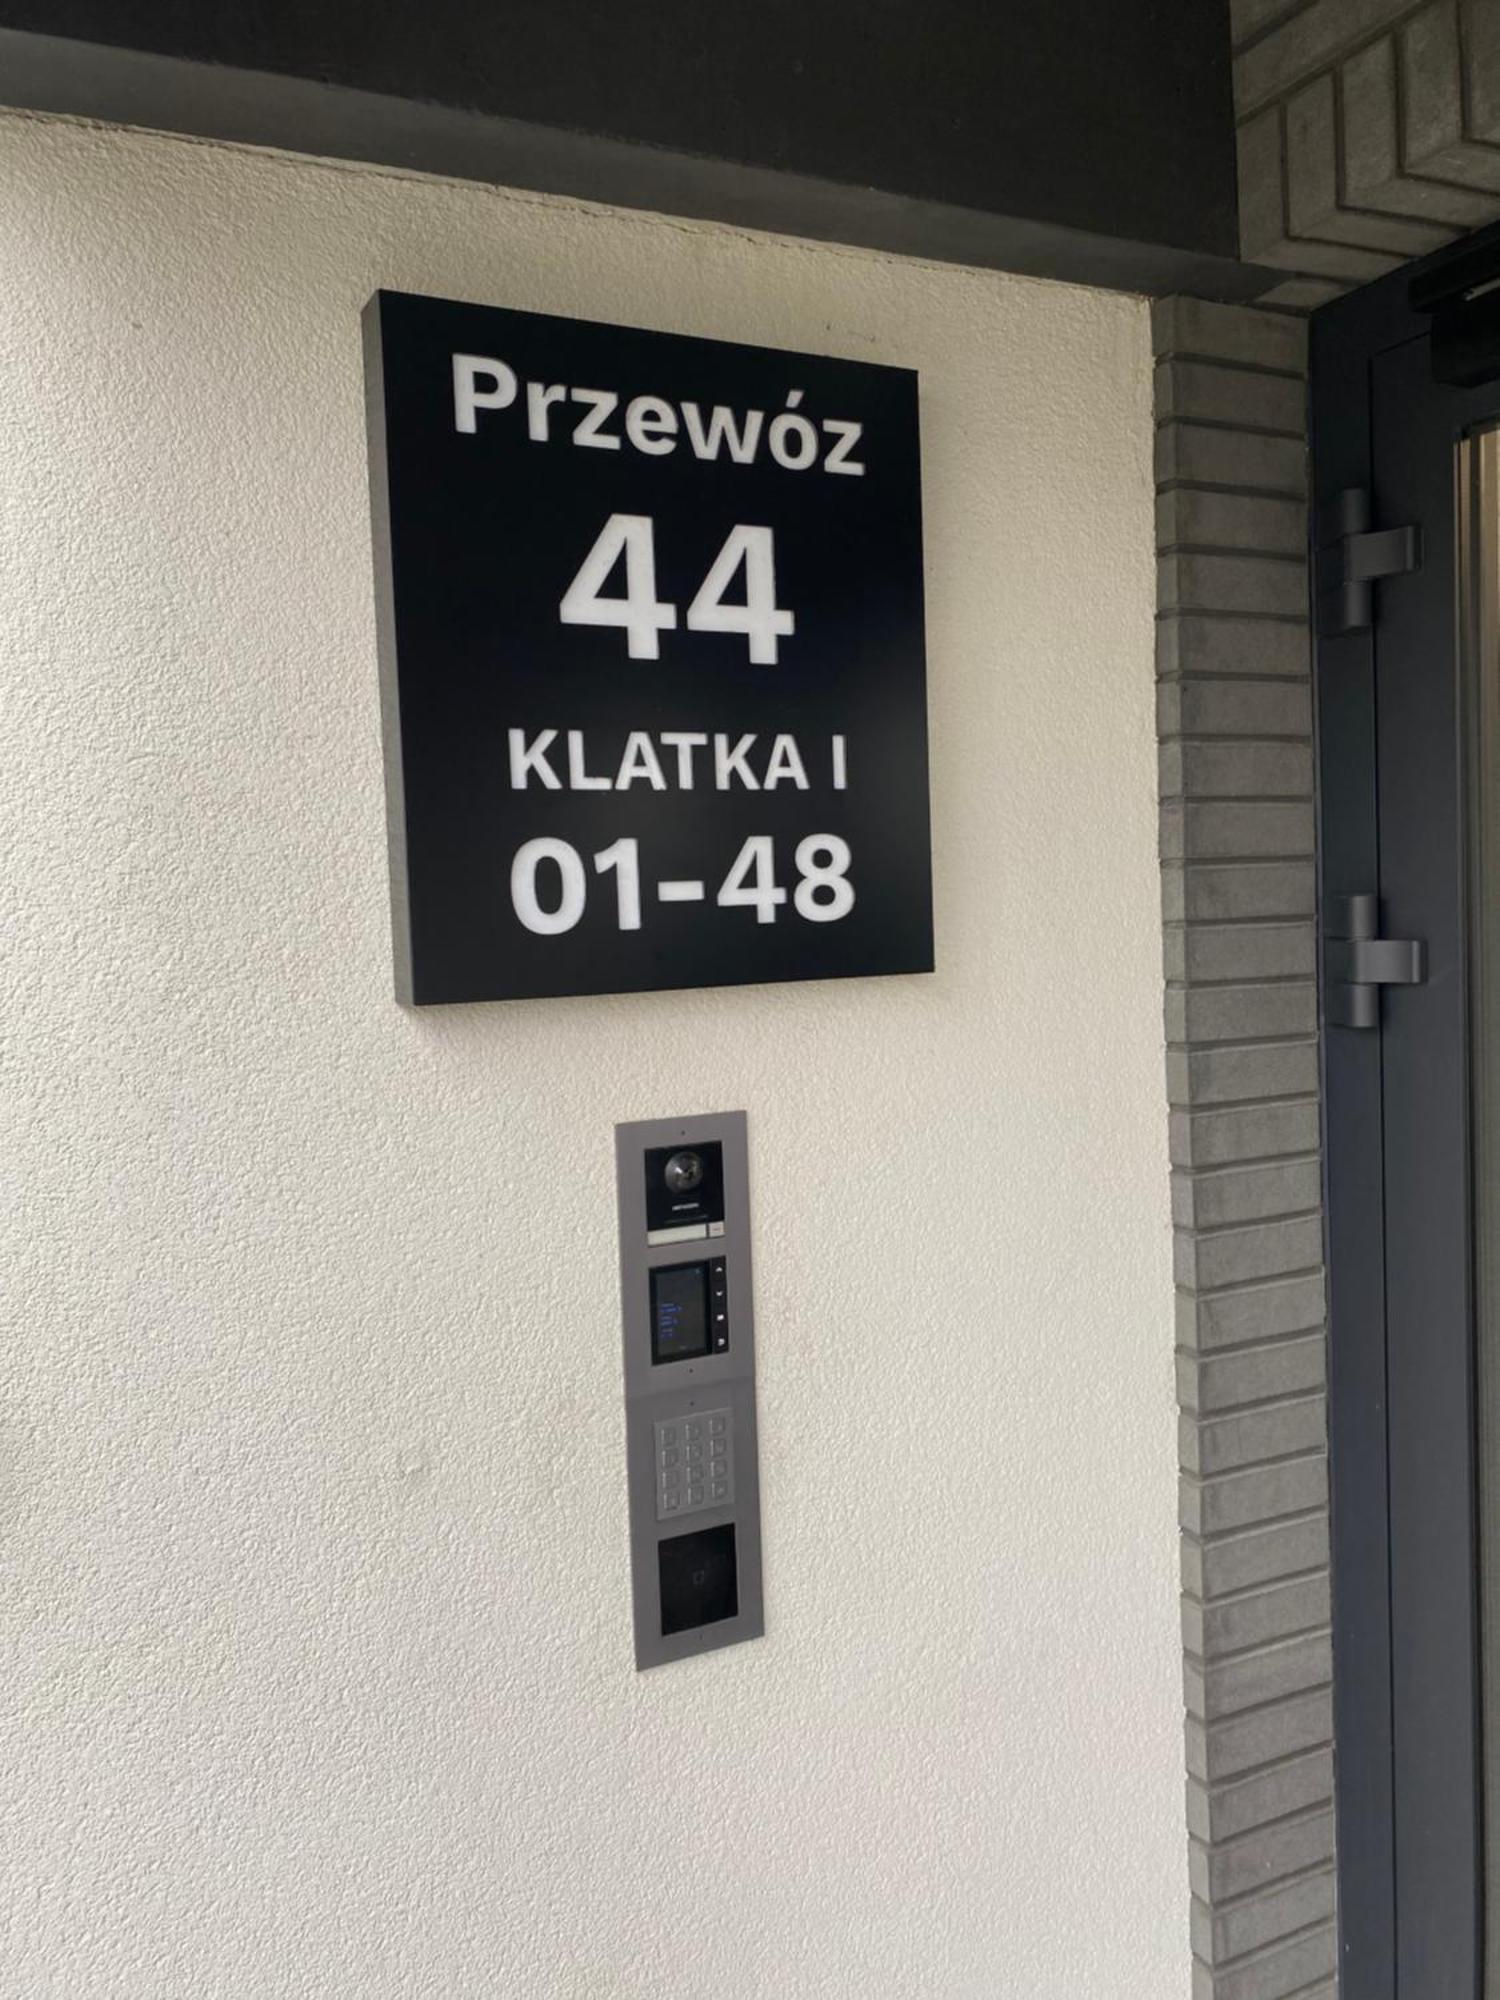 Przewóz
44
KLATKA I
01-48